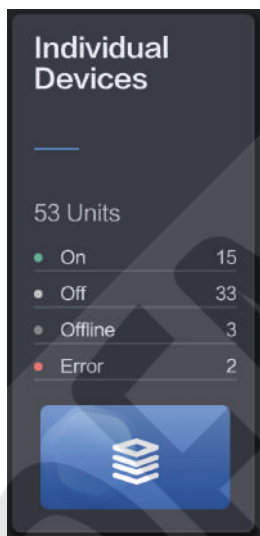 Individual
Devices
53 Units
On 15
Off 33
Offline 3
Error 2